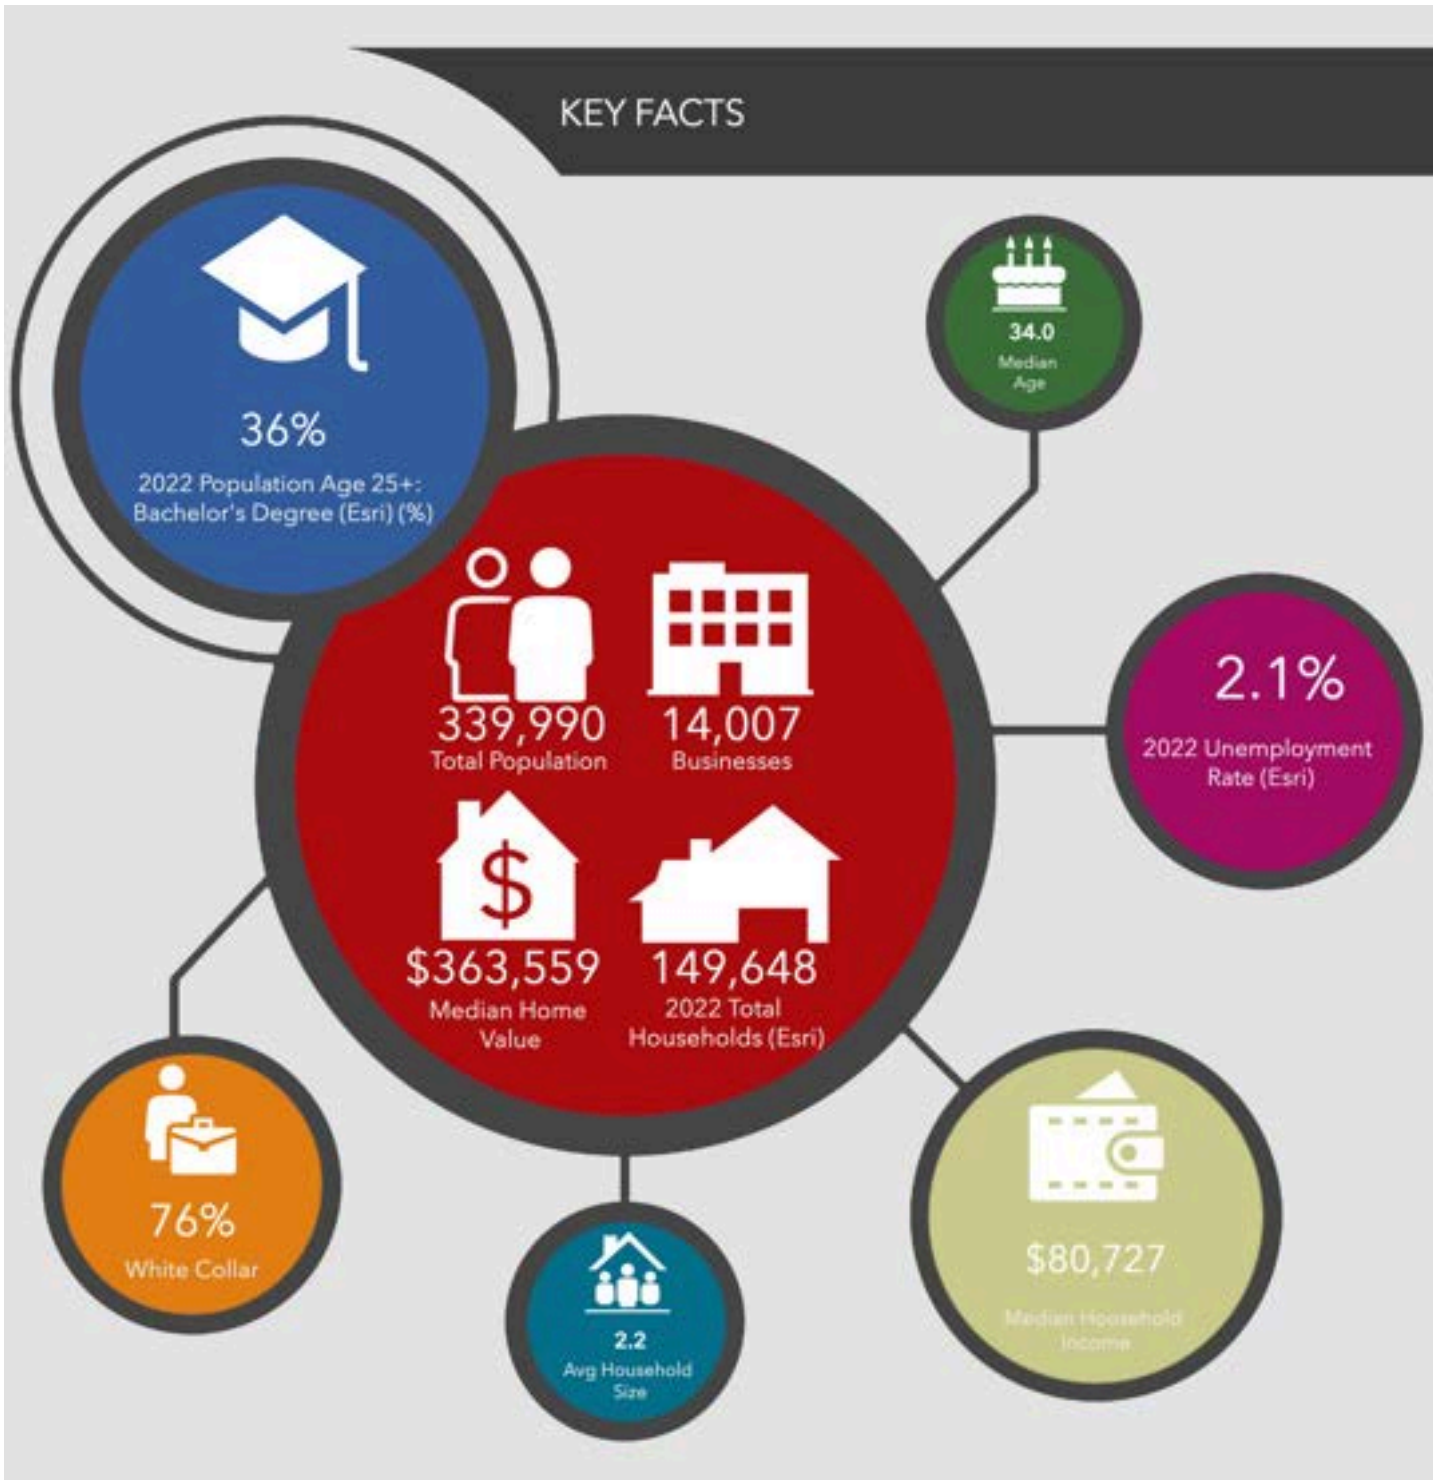 KEY FACTS
36%
2022 Population Age 25+:
Bachelor's Degree (Esri) (%)
34.0
Median
Age
339,990
Total Population
14,007
Businesses
2.1%
2022 Unemployment
Rate (Esri)
$
$363,559
Median Home
Value
149,648
2022 Total
Households (Esri)
76%
White Collar
2.2
Avg Household
Size
$80,727
Median Household
Income